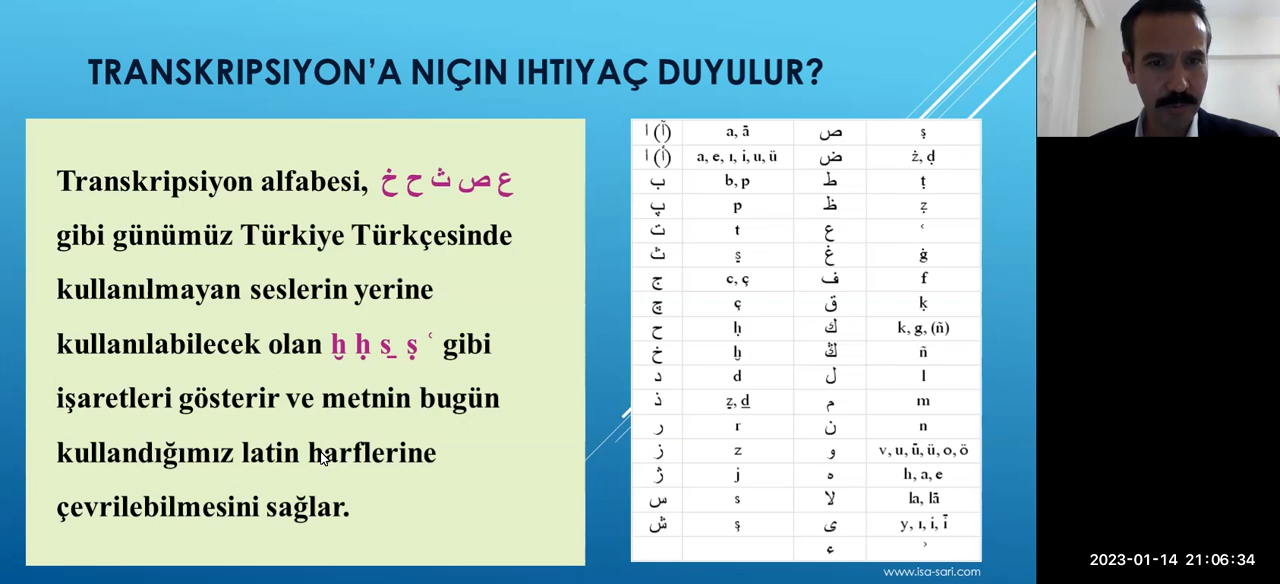 TRANSKRIPSIYON’A NIÇIN IHTIYAÇ DUYULUR?
Transkripsiyon alfabesi, خ ح ث ص ع
gibi günümüz Türkiye Türkçesinde
kullanılmayan seslerin yerine
kullanılabilecek olan ḫ ḥ s̱ ṣ ʿ gibi
işaretleri gösterir ve metnin bugün
kullandığımız latin harflerine
çevrilebilmesini sağlar.
ا (آ) a, ā ص ṣ
ا (أ) a, e, ı, i, u, ü ض ż, ḍ
ب b, p ط ṭ
پ p ظ ẓ
ت t ع ʿ
ث s̱ غ ġ
ج c, ç ف f
چ ç ق ḳ
ح ḥ ك k, g, (ñ)
خ ḫ ڭ ñ
د d ل l
ذ ẕ, ḏ م m
ر r ن n
ز z و v, u, ū, ü, o, ö
ژ j ه h, a, e
س s لا la, lā
ش ş ى y, ı, i, ī
ء ʾ
www.isa-sari.com
2023-01-14 21:06:34